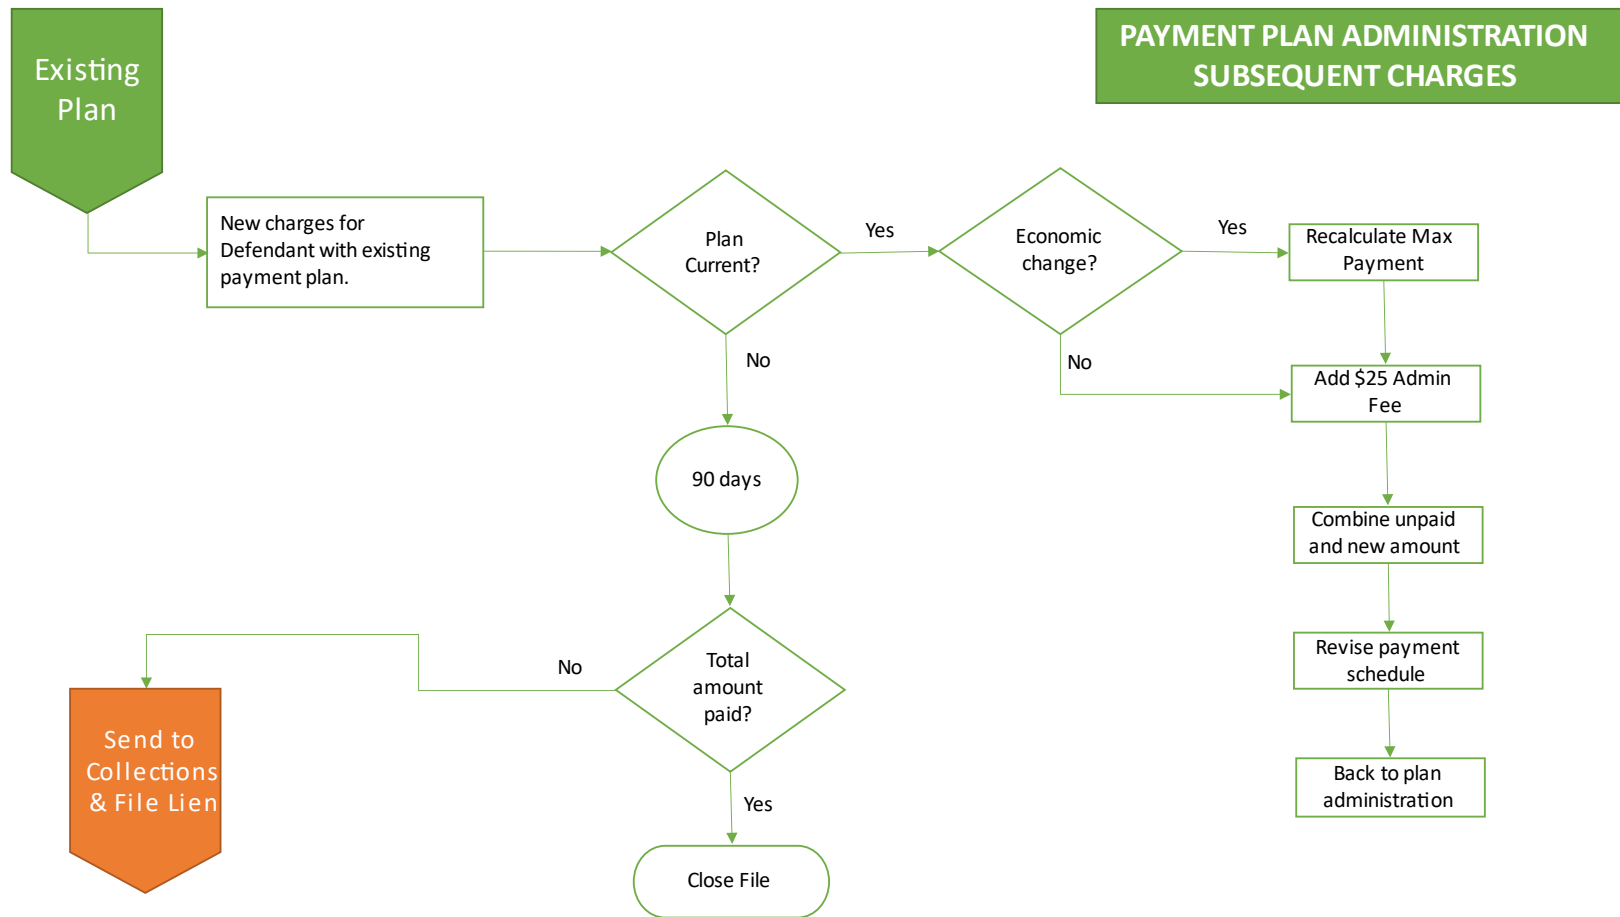 PAYMENT PLAN ADMINISTRATION
SUBSEQUENT CHARGES
Existing
Plan
New charges for
Defendant with existing
payment plan.
Plan
Current?
Yes
Economic
change?
Yes
Recalculate Max
Payment
No
No
Add $25 Admin
Fee
90 days
Combine unpaid
and new amount
No
Total
amount
paid?
Revise payment
schedule
Send to
Collections
& File Lien
Back to plan
administration
Yes
Close File